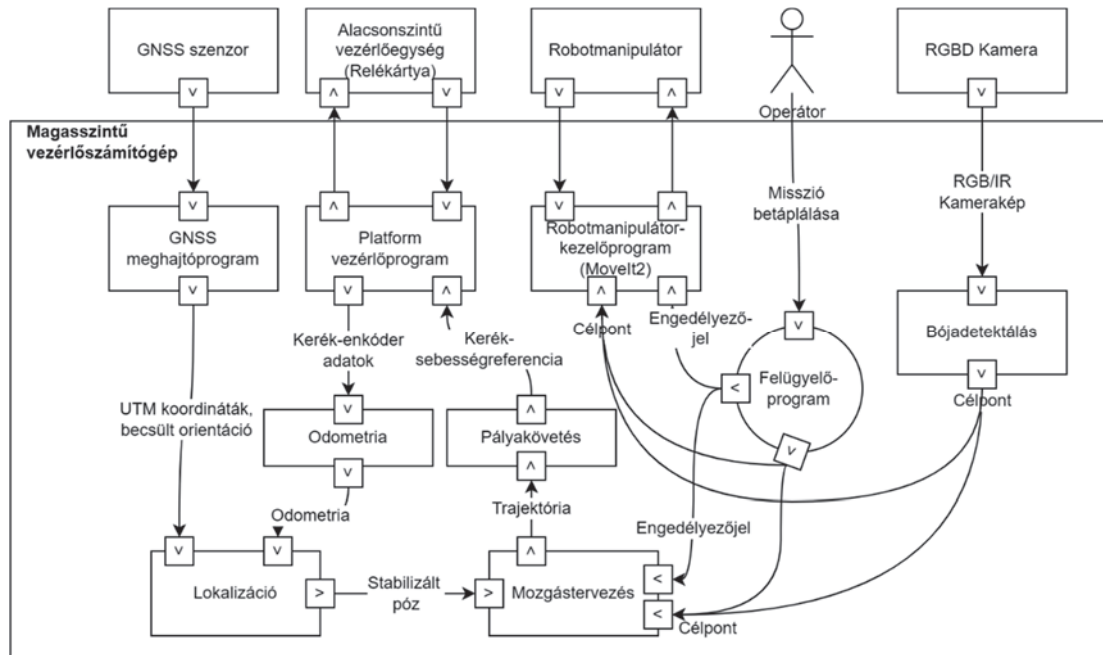 GNSS szenzor
Alacsonszintű
vezérlőegység
(Relékártya)
Robotmanipulátor
RGBD Kamera
Operátor
Magasszintű
vezérlőszámítógép
Misszió
betáplálása
RGB/IR
Kamerakép
GNSS
meghajtóprogram
Platform
vezérlőprogram
Robotmanipulátor-
kezelőprogram
(MoveIt2)
Célpont
Engedélyező-
jel
Bójadetektálás
Célpont
Felügyelő-
program
Kerék-enkóder
adatok
Kerék-
sebességreferencia
UTM koordináták,
becsült orientáció
Odometria
Pályakövetés
Odometria
Trajektória
Engedélyezőjel
Lokalizáció
Stabilizált
póz
Mozgástervezés
Célpont